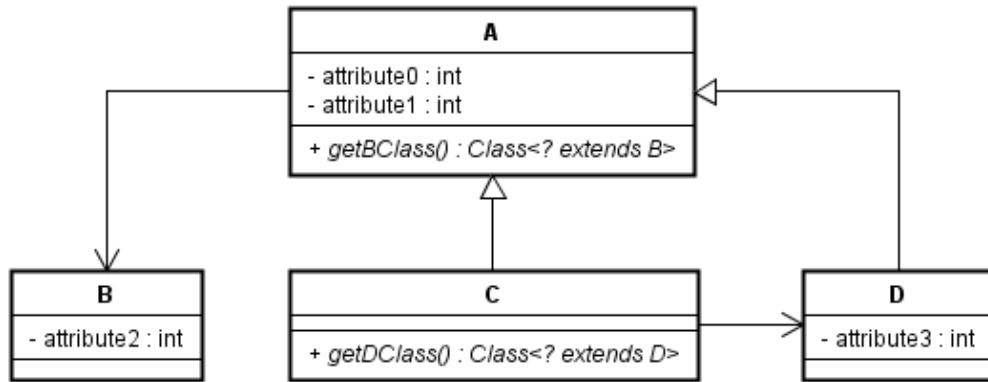 A
- attribute0 : int
- attribute1 : int
+ getBClass() : Class<? extends B>
B
- attribute2 : int
C
+ getDClass() : Class<? extends D>
D
- attribute3 : int